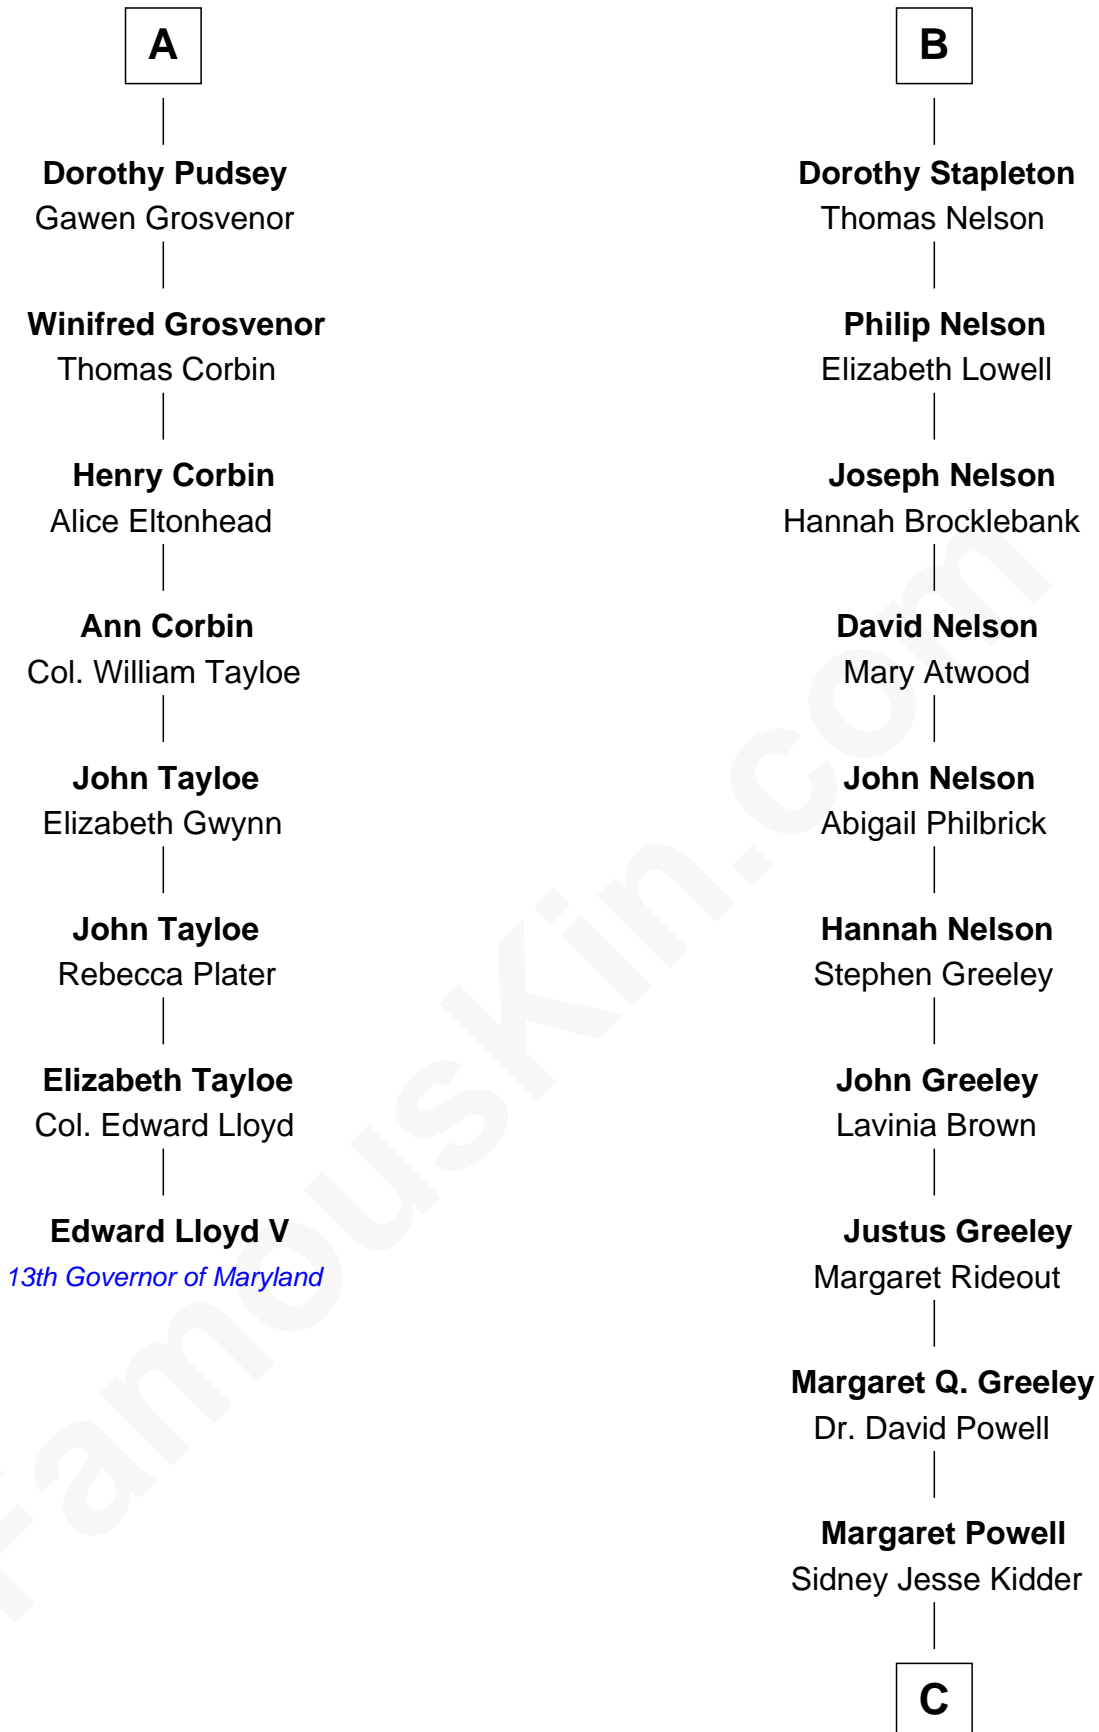 A
Dorothy Pudsey
Gawen Grosvenor
Winifred Grosvenor
Thomas Corbin
Henry Corbin
Alice Eltonhead
Ann Corbin
Col. William Tayloe
John Tayloe
Elizabeth Gwynn
John Tayloe
Rebecca Plater
Elizabeth Tayloe
Col. Edward Lloyd
Edward Lloyd V
13th Governor of Maryland
B
Dorothy Stapleton
Thomas Nelson
Philip Nelson
Elizabeth Lowell
Joseph Nelson
Hannah Brocklebank
David Nelson
Mary Atwood
John Nelson
Abigail Philbrick
Hannah Nelson
Stephen Greeley
John Greeley
Lavinia Brown
Justus Greeley
Margaret Rideout
Margaret Q. Greeley
Dr. David Powell
Margaret Powell
Sidney Jesse Kidder
C
FamousKin.com